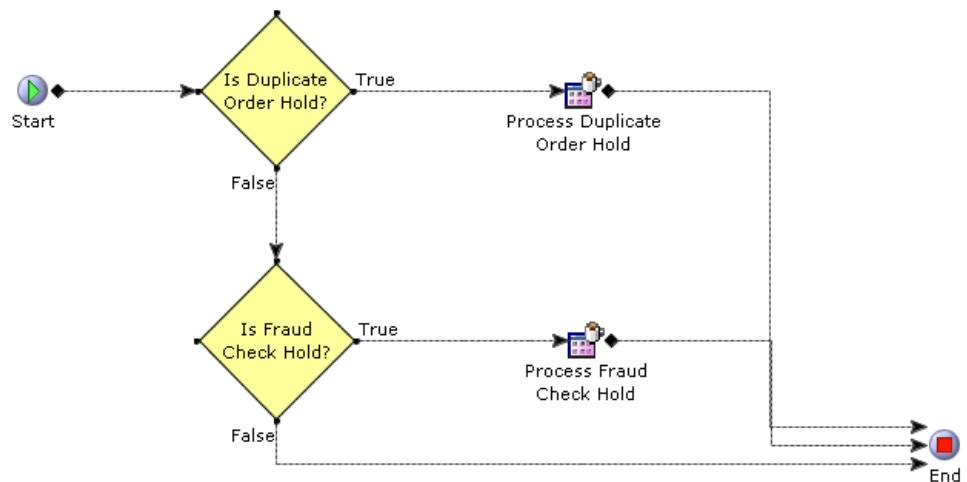 Start
Is Duplicate
Order Hold?
True
Process Duplicate
Order Hold
False
Is Fraud
Check Hold?
True
Process Fraud
Check Hold
False
End